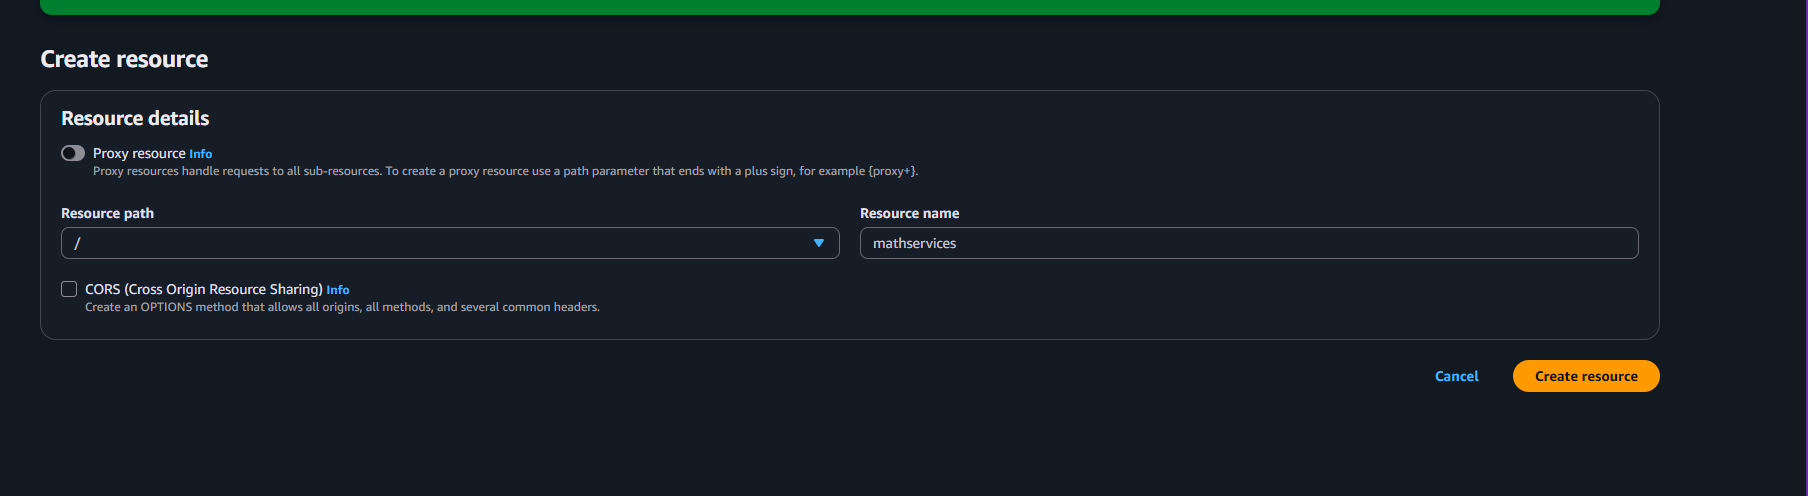 Create resource
Resource details
Proxy resource Info
Proxy resources handle requests to all sub-resources. To create a proxy resource use a path parameter that ends with a plus sign, for example {proxy+}.
Resource path
/
Resource name
mathservices
CORS (Cross Origin Resource Sharing) Info
Create an OPTIONS method that allows all origins, all methods, and several common headers.
Cancel
Create resource